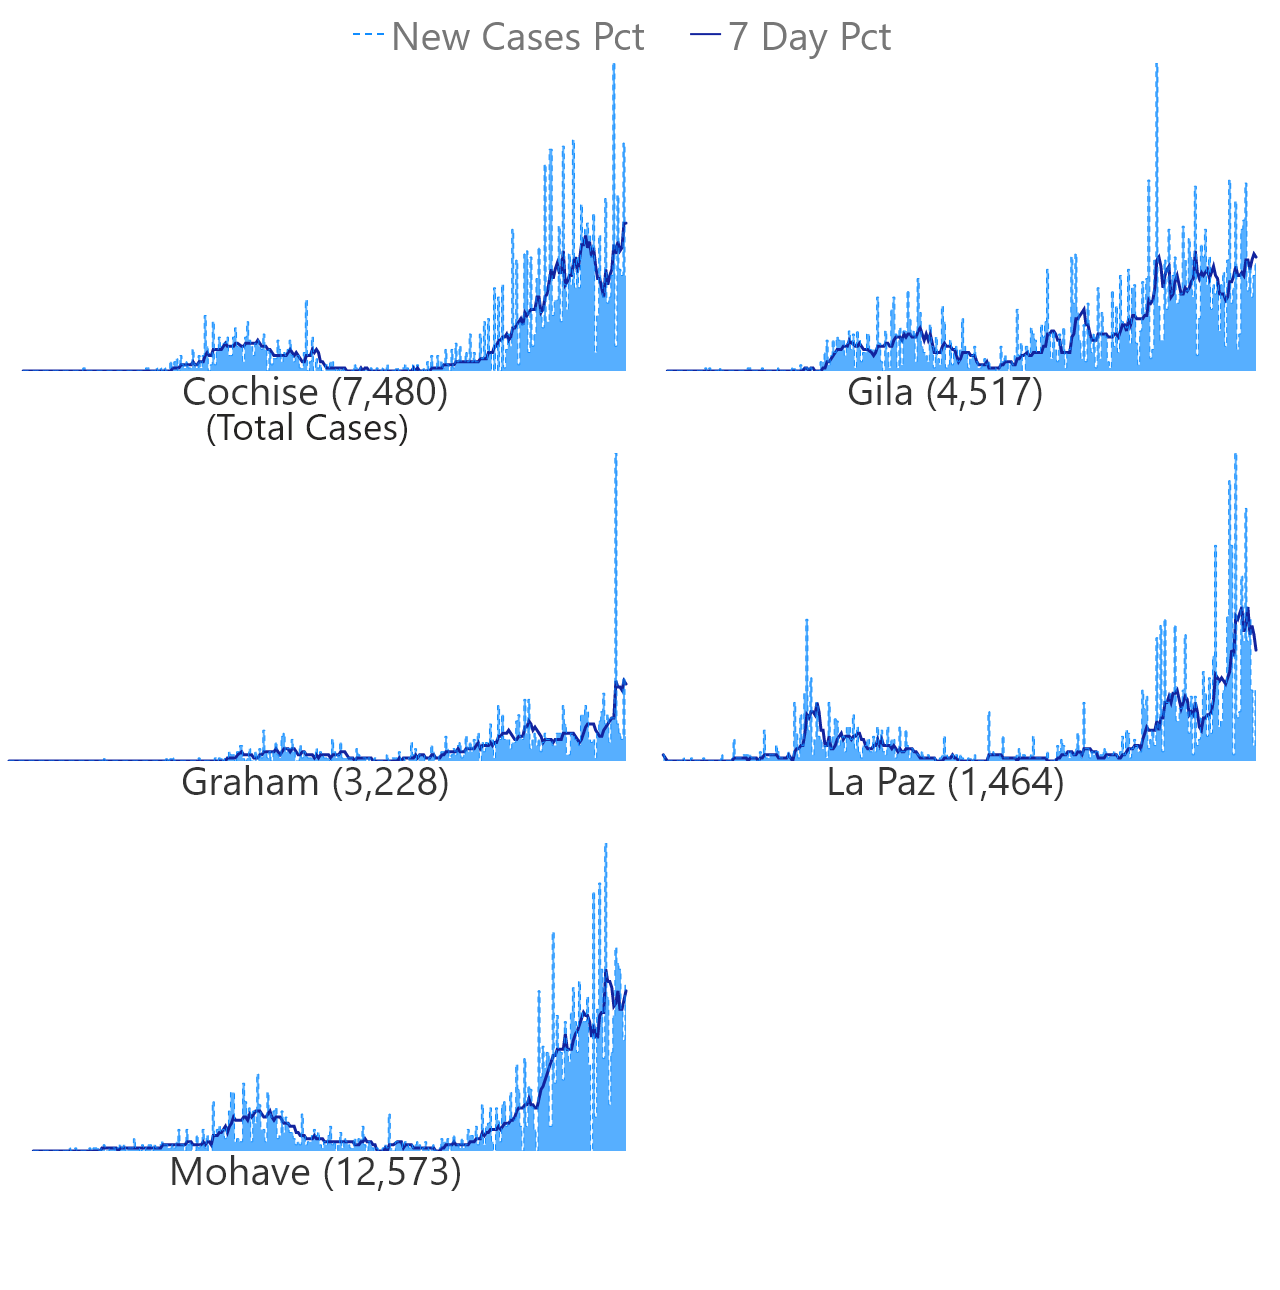 New Cases Pct 7 Day Pct
Cochise (7,480) Gila (4,517)
(Total Cases)
Graham (3,228) La Paz (1,464)
Mohave (12,573)